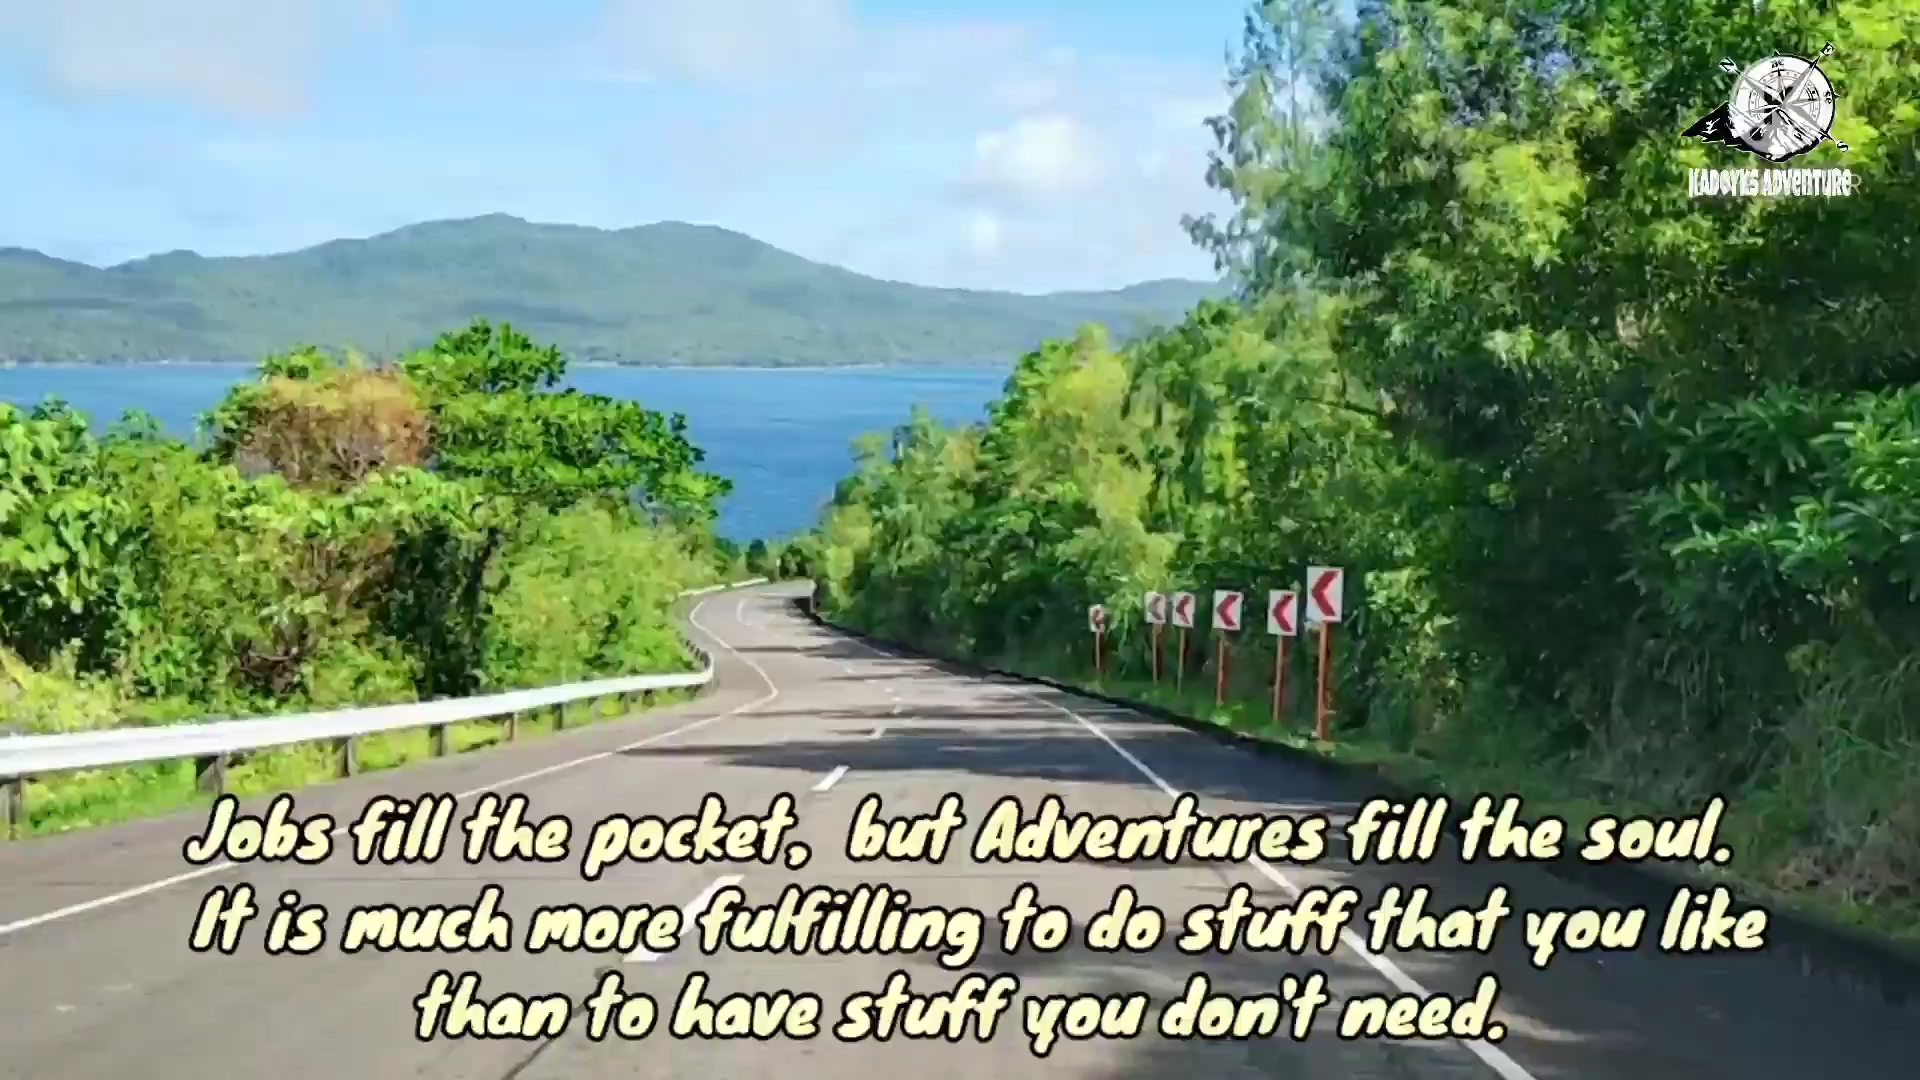 KADOYKS ADVENTURE
Jobs fill the pocket, but Adventures fill the soul.
It is much more fulfilling to do stuff that you like
than to have stuff you don't need.